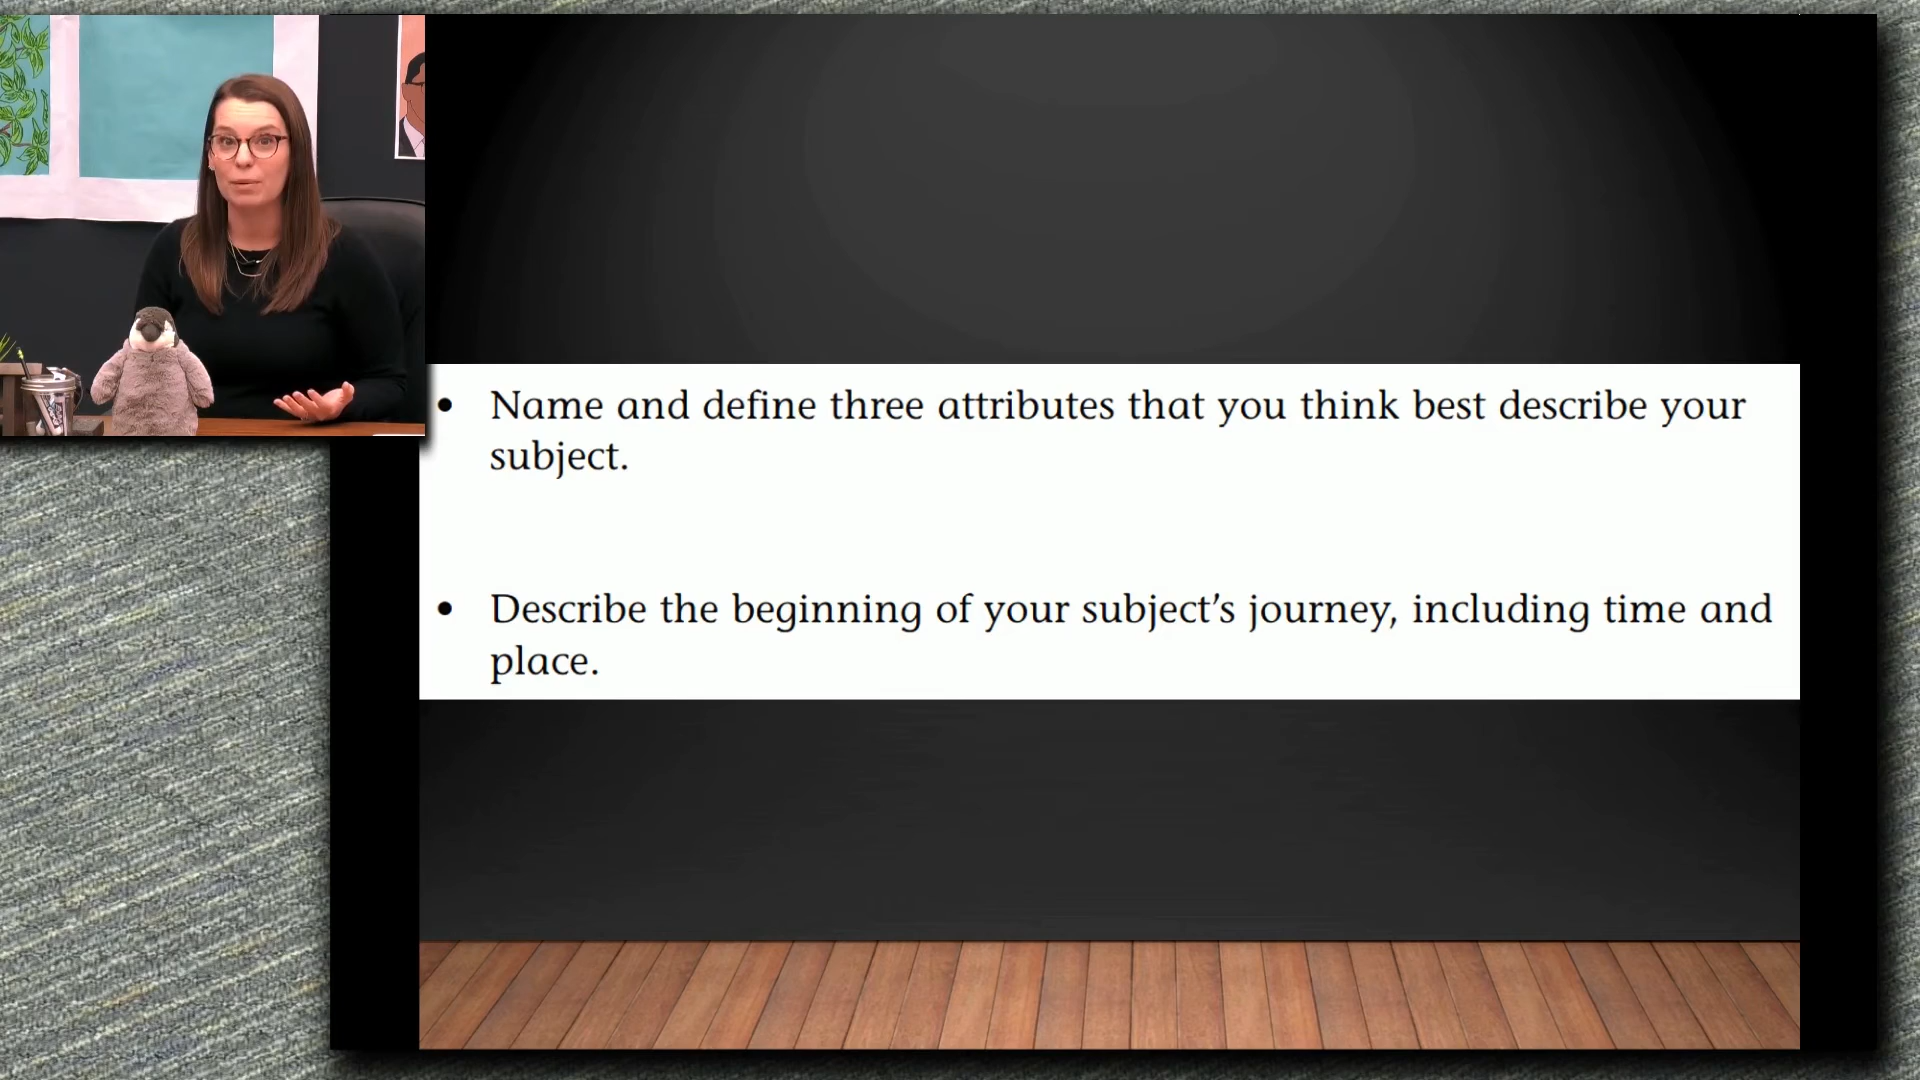 • Name and define three attributes that you think best describe your
subject.
• Describe the beginning of your subject’s journey, including time and
place.